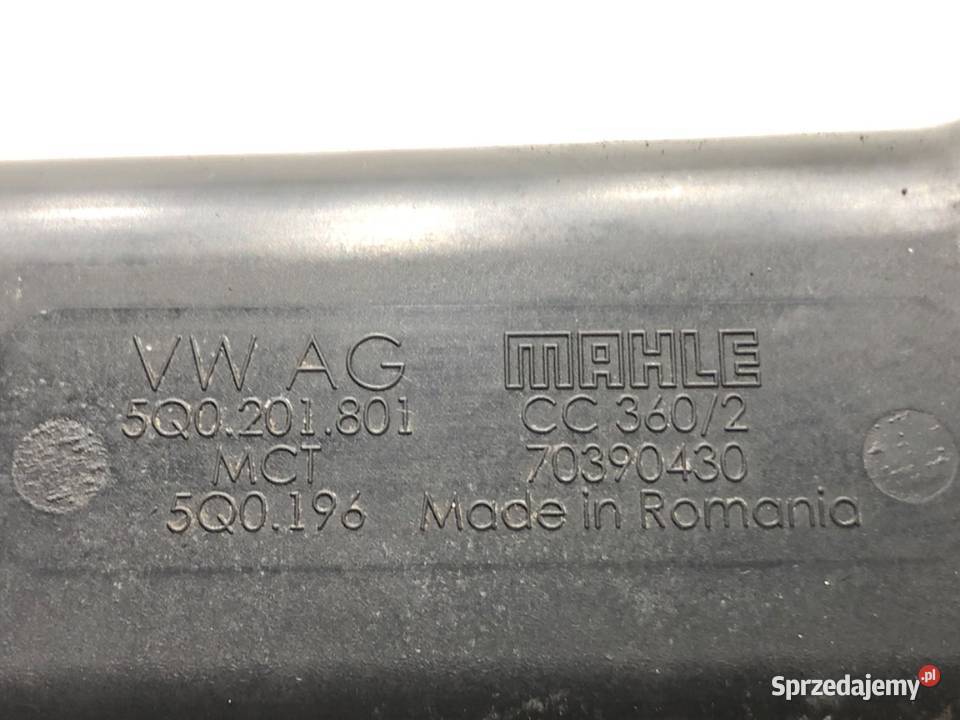 VW AG
5Q0.201.801
MCT
5Q0.196
MAHLE
CC 360/2
70390430
Made in Romania
Sprzedajemy.pl